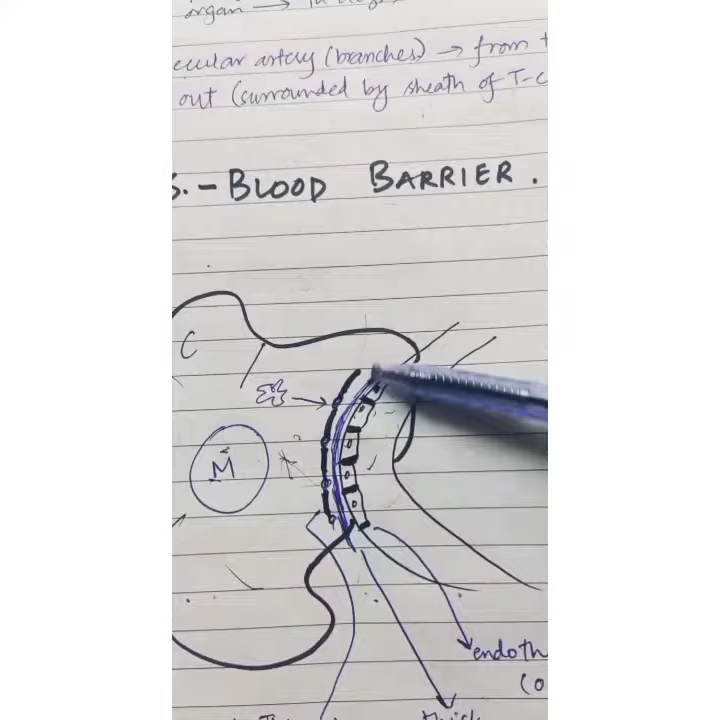 organ →
ecular artery (branches) → from t
out (surrounded by sheath of T-c
S.- BLOOD BARRIER.
C
M
endoth
(o
thick